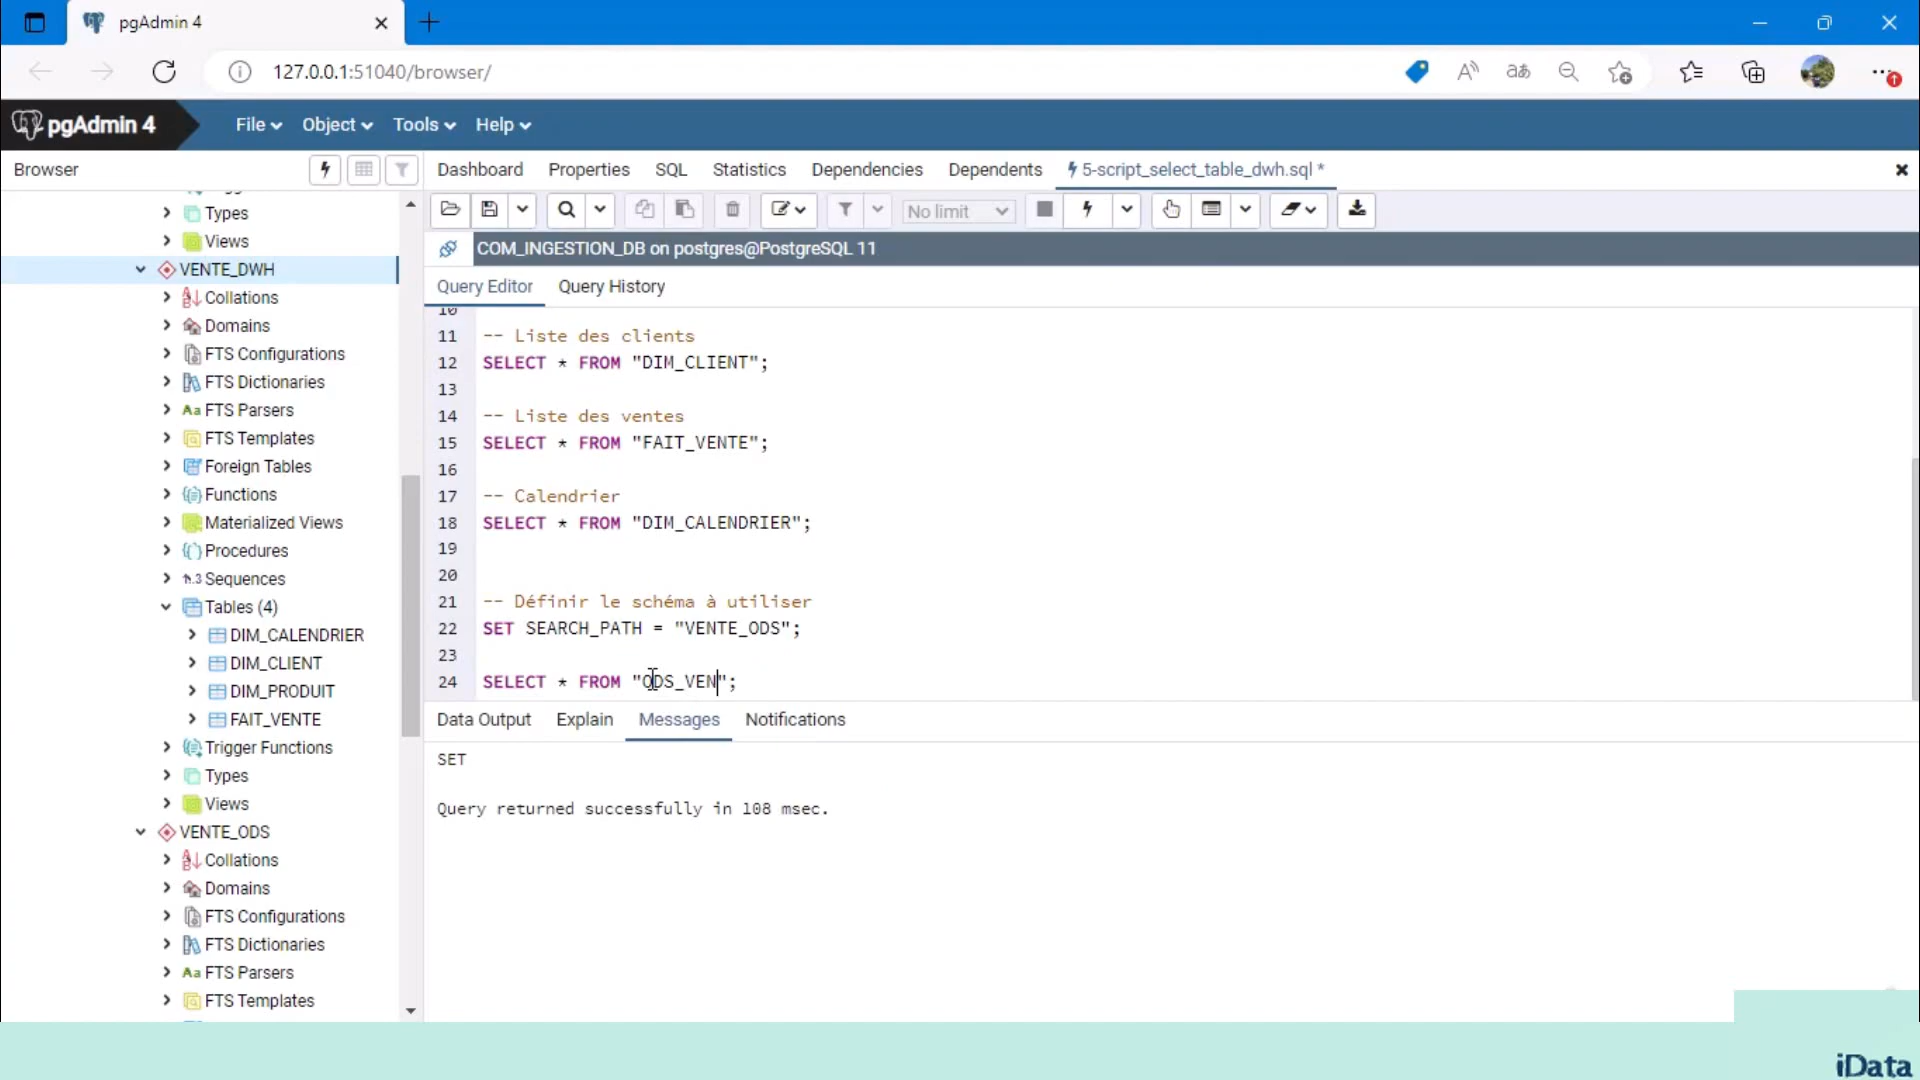 pgAdmin 4
127.0.0.1:51040/browser/
pgAdmin 4
File
Object
Tools
Help
Browser
Dashboard
Properties
SQL
Statistics
Dependencies
Dependents
5-script_select_table_dwh.sql *
No limit
COM_INGESTION_DB on postgres@PostgreSQL 11
Query Editor
Query History
Types
Views
VENTE_DWH
Collations
Domains
FTS Configurations
FTS Dictionaries
Aa FTS Parsers
FTS Templates
Foreign Tables
Functions
Materialized Views
Procedures
Sequences
Tables (4)
DIM_CALENDRIER
DIM_CLIENT
DIM_PRODUIT
FAIT_VENTE
Trigger Functions
Types
Views
VENTE_ODS
Collations
Domains
FTS Configurations
FTS Dictionaries
Aa FTS Parsers
FTS Templates
10
11 -- Liste des clients
12 SELECT * FROM "DIM_CLIENT";
13
14 -- Liste des ventes
15 SELECT * FROM "FAIT_VENTE";
16
17 -- Calendrier
18 SELECT * FROM "DIM_CALENDRIER";
19
20
21 -- Définir le schéma à utiliser
22 SET SEARCH_PATH = "VENTE_ODS";
23
24 SELECT * FROM "ODS_VEN";
Data Output
Explain
Messages
Notifications
SET
Query returned successfully in 108 msec.
iData